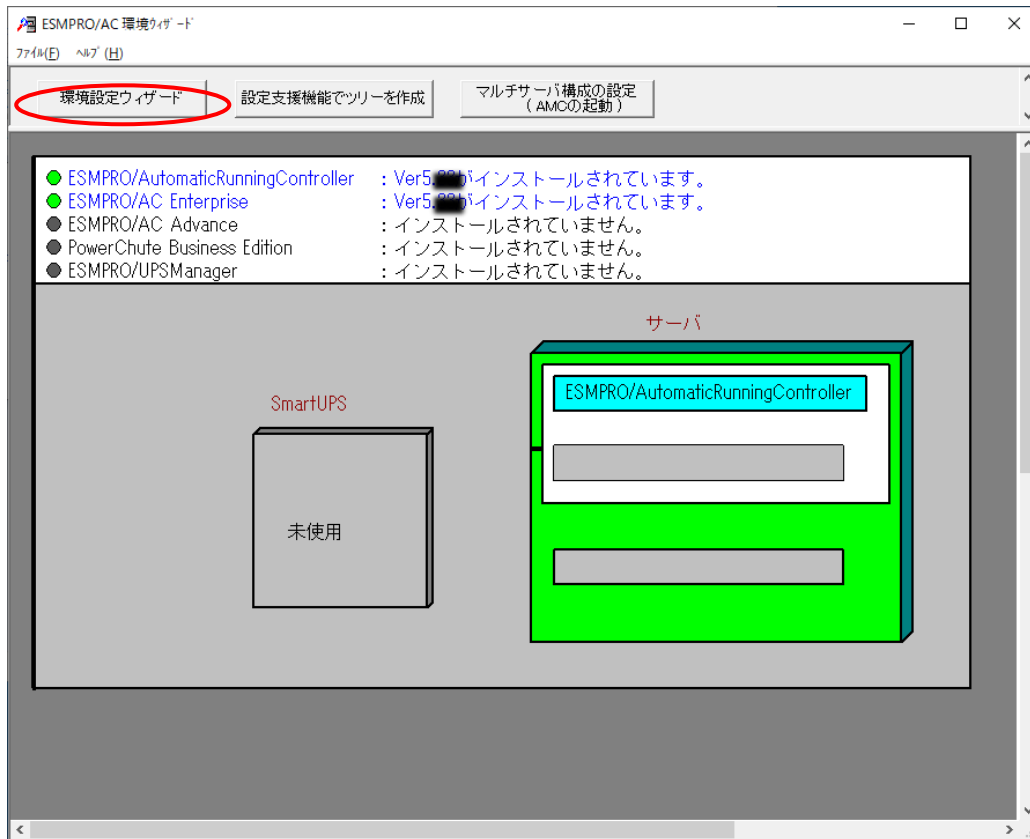 ESMPRO/AC 環境ｳｨｻﾞｰﾄﾞ
ﾌｧｲﾙ(F) ﾍﾙﾌﾟ(H)
環境設定ウィザード 設定支援機能でツリーを作成 マルチサーバ構成の設定
( AMCの起動 )
ESMPRO/AutomaticRunningController : Ver5. がインストールされています。
ESMPRO/AC Enterprise : Ver5. がインストールされています。
ESMPRO/AC Advance : インストールされていません。
PowerChute Business Edition : インストールされていません。
ESMPRO/UPSManager : インストールされていません。
サーバ
ESMPRO/AutomaticRunningController
SmartUPS
未使用